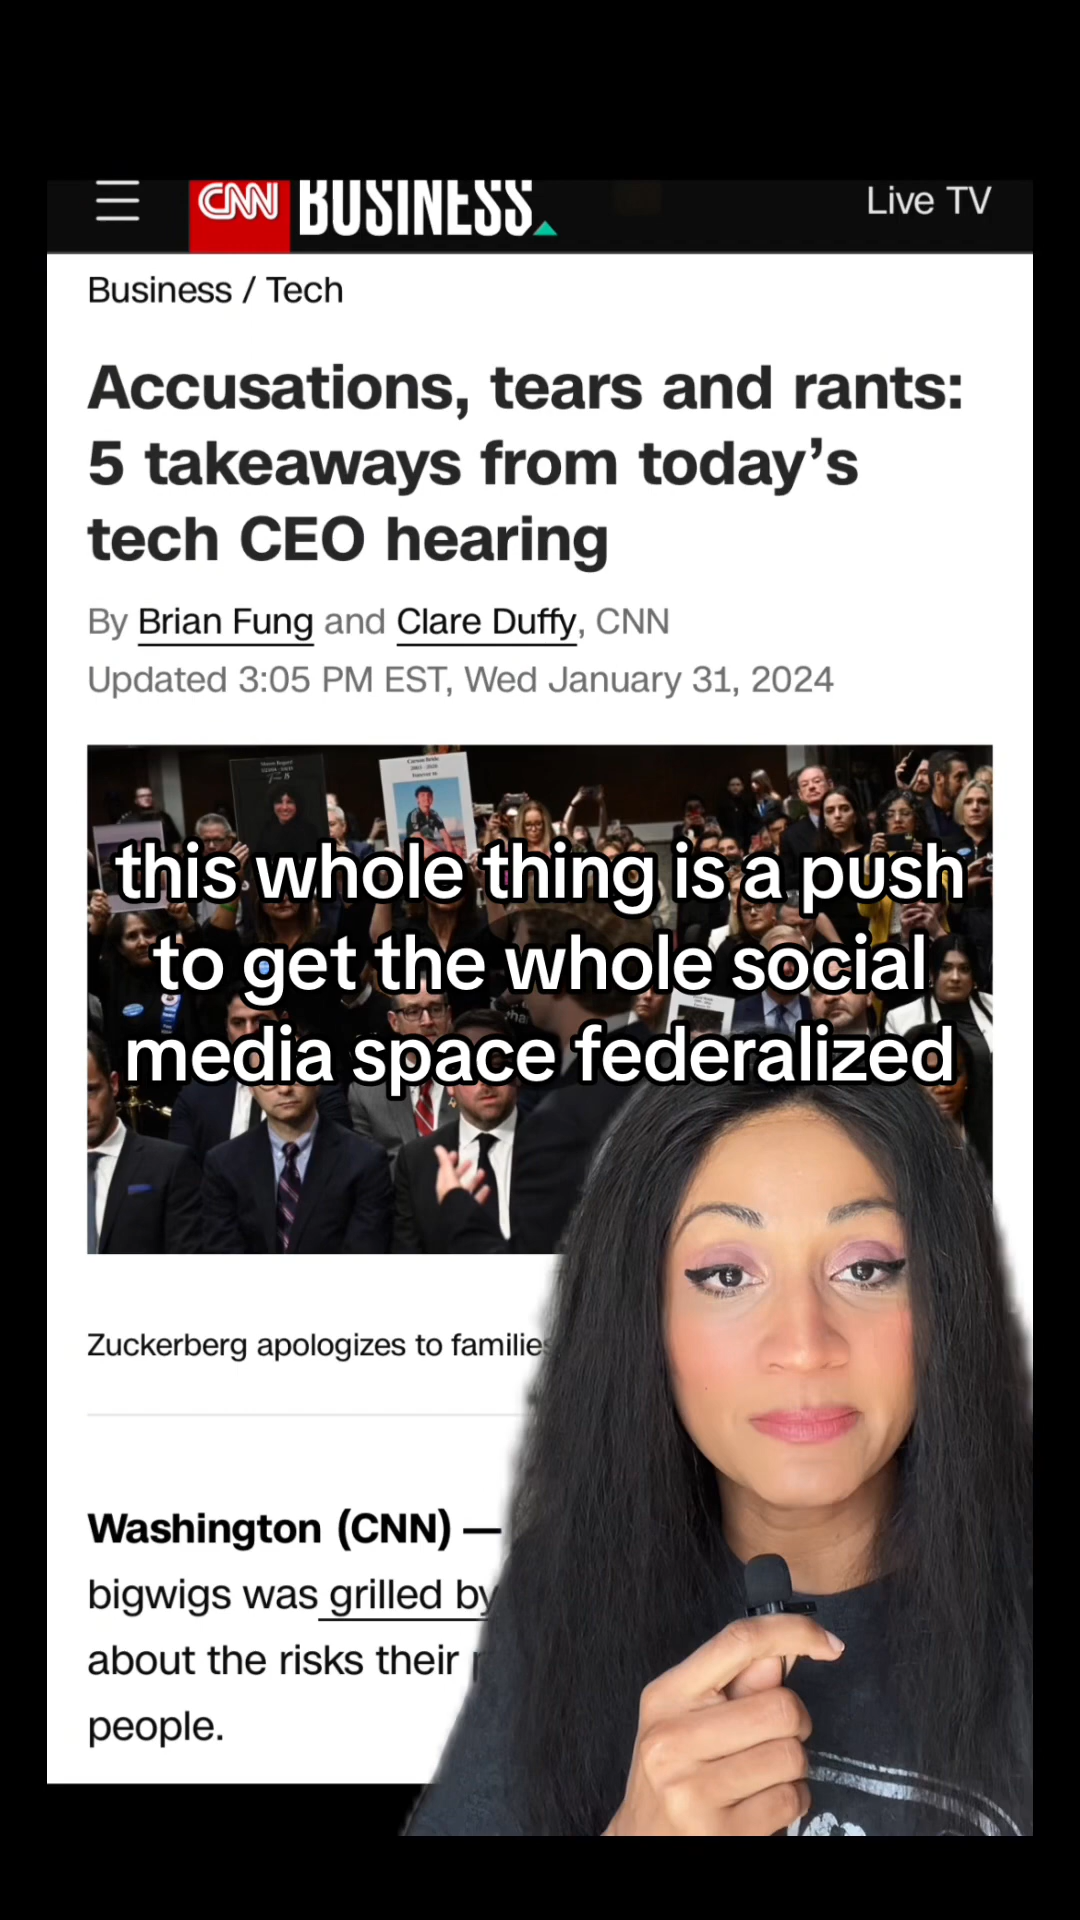 CNN BUSINESS
Live TV
Business / Tech
Accusations, tears and rants:
5 takeaways from today’s
tech CEO hearing
By Brian Fung and Clare Duffy, CNN
Updated 3:05 PM EST, Wed January 31, 2024
this whole thing is a push
to get the whole social
media space federalized
Zuckerberg apologizes to families
Washington (CNN) —
bigwigs was grilled by
about the risks their
people.